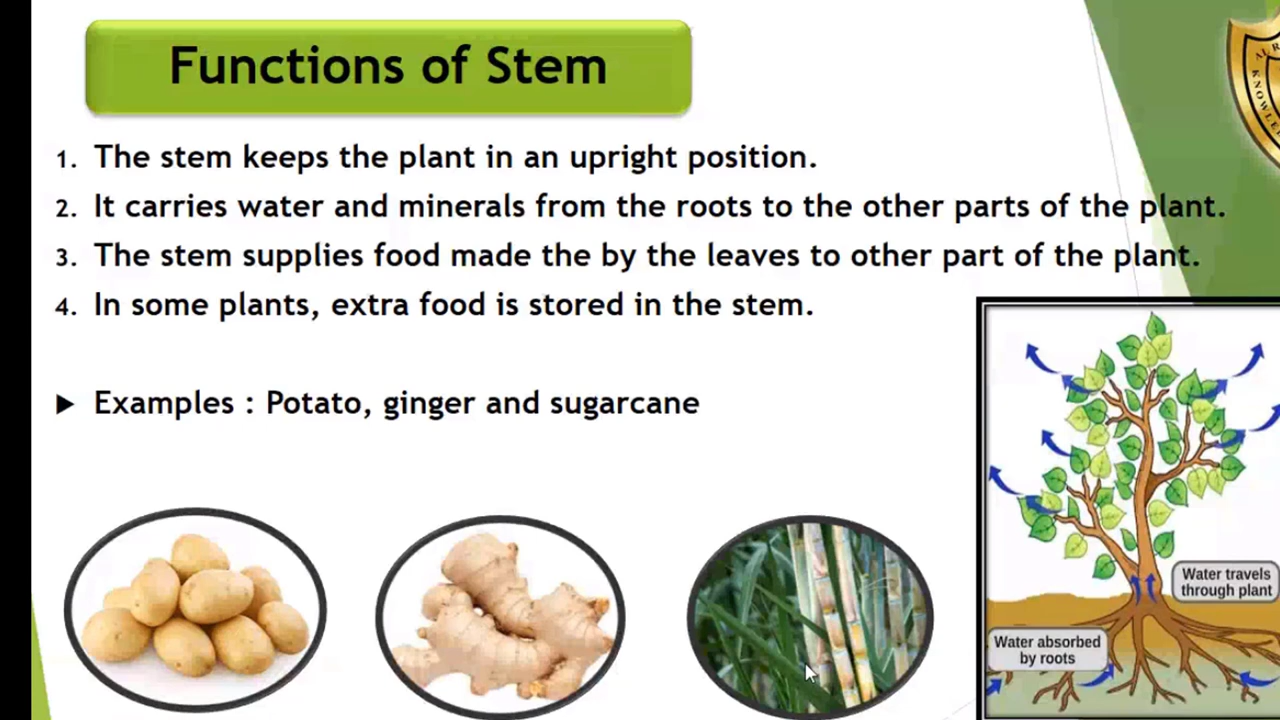 Functions of Stem
1. The stem keeps the plant in an upright position.
2. It carries water and minerals from the roots to the other parts of the plant.
3. The stem supplies food made the by the leaves to other part of the plant.
4. In some plants, extra food is stored in the stem.
Examples : Potato, ginger and sugarcane
Water travels
through plant
Water absorbed
by roots